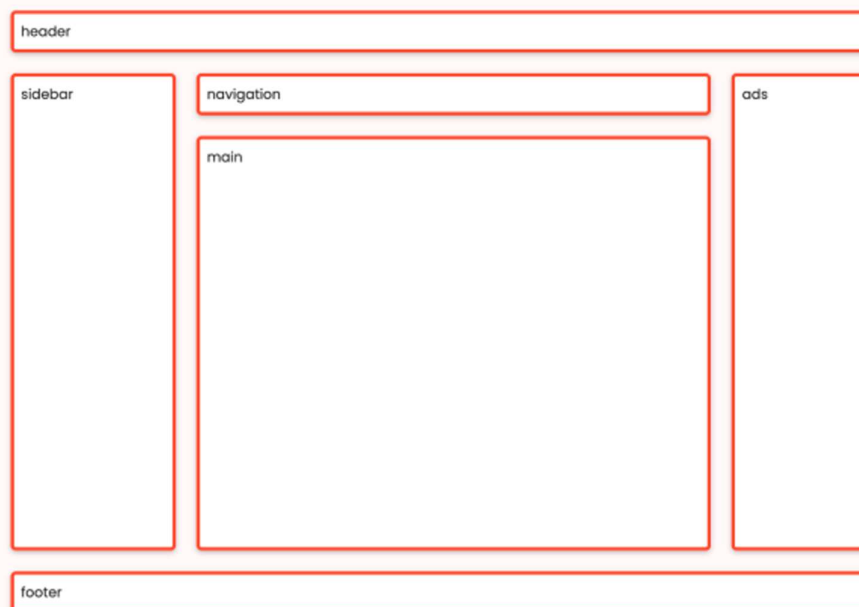 header
sidebar
navigation
ads
main
footer